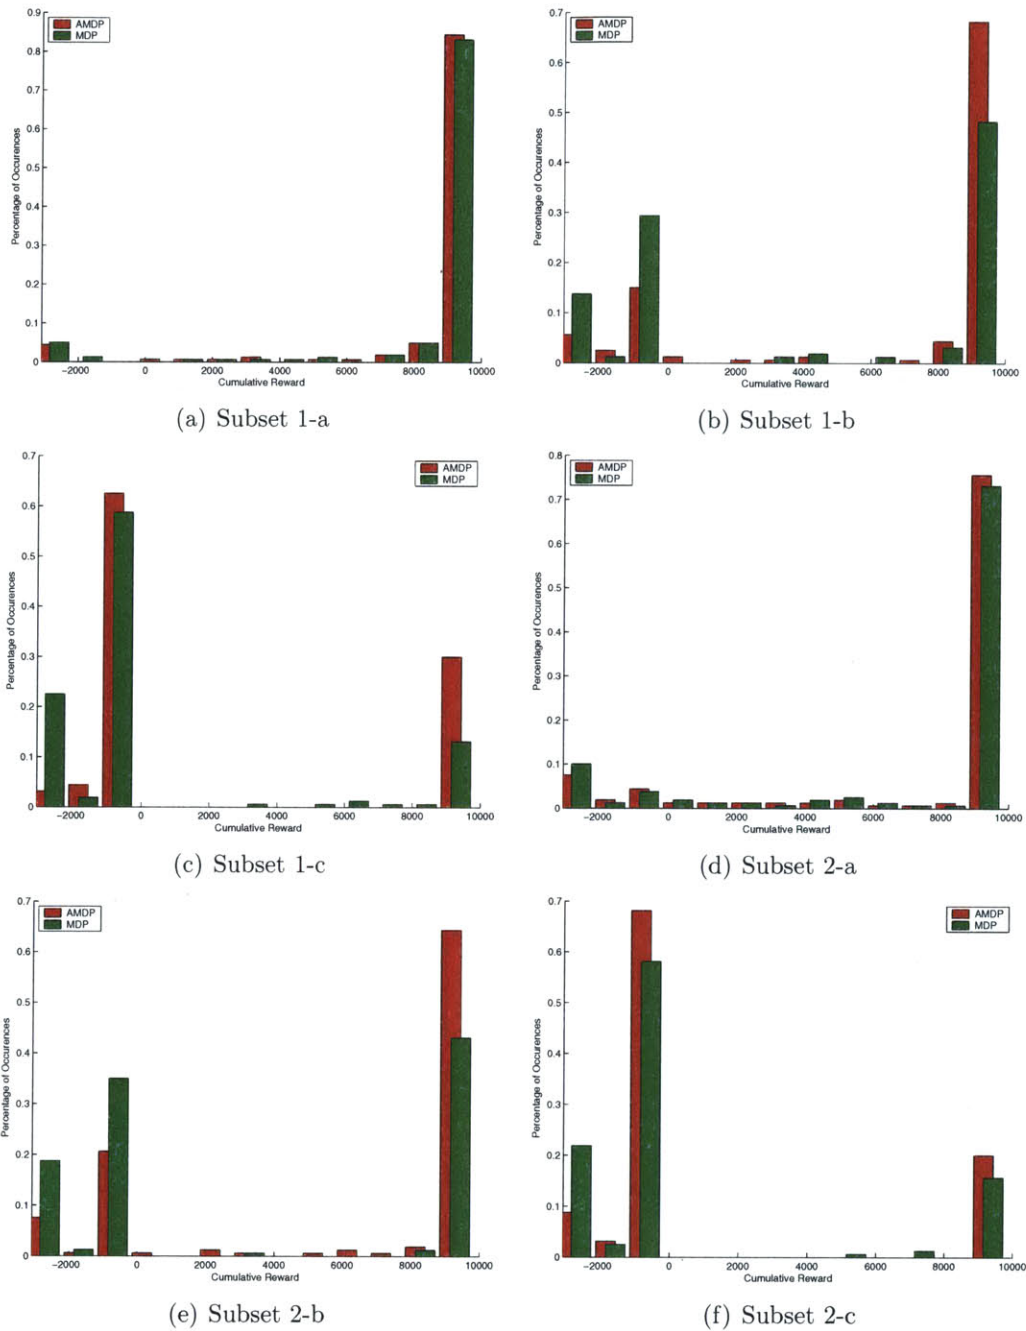 AMDP
MDP
0.9
0.8
0.7
0.6
0.5
0.4
0.3
0.2
0.1
0
Percentage of Occurences
−2000 0 2000 4000 6000 8000 10000
Cumulative Reward
(a) Subset 1-a
AMDP
MDP
0.7
0.6
0.5
0.4
0.3
0.2
0.1
0
Percentage of Occurences
−2000 0 2000 4000 6000 8000 10000
Cumulative Reward
(b) Subset 1-b
AMDP
MDP
0.7
0.6
0.5
0.4
0.3
0.2
0.1
0
Percentage of Occurences
−2000 0 2000 4000 6000 8000 10000
Cumulative Reward
(c) Subset 1-c
AMDP
MDP
0.8
0.7
0.6
0.5
0.4
0.3
0.2
0.1
0
Percentage of Occurences
−2000 0 2000 4000 6000 8000 10000
Cumulative Reward
(d) Subset 2-a
AMDP
MDP
0.7
0.6
0.5
0.4
0.3
0.2
0.1
0
Percentage of Occurences
−2000 0 2000 4000 6000 8000 10000
Cumulative Reward
(e) Subset 2-b
AMDP
MDP
0.7
0.6
0.5
0.4
0.3
0.2
0.1
0
Percentage of Occurences
−2000 0 2000 4000 6000 8000 10000
Cumulative Reward
(f) Subset 2-c